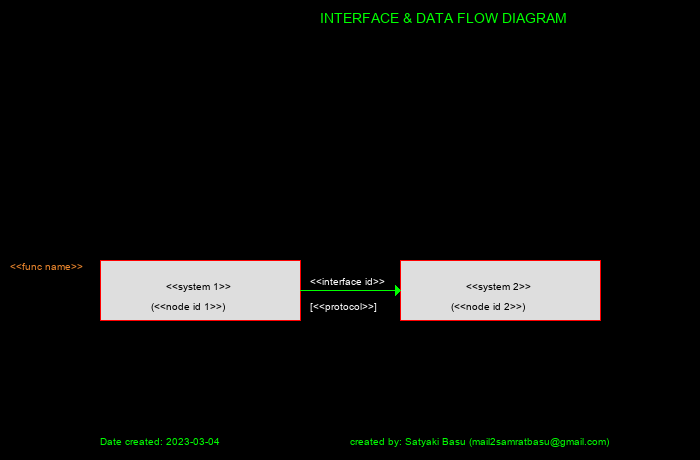 INTERFACE & DATA FLOW DIAGRAM
<<func name>>
<<system 1>>
(<<node id 1>>)
<<interface id>>
[<<protocol>>]
<<system 2>>
(<<node id 2>>)
Date created: 2023-03-04
created by: Satyaki Basu (mail2samratbasu@gmail.com)